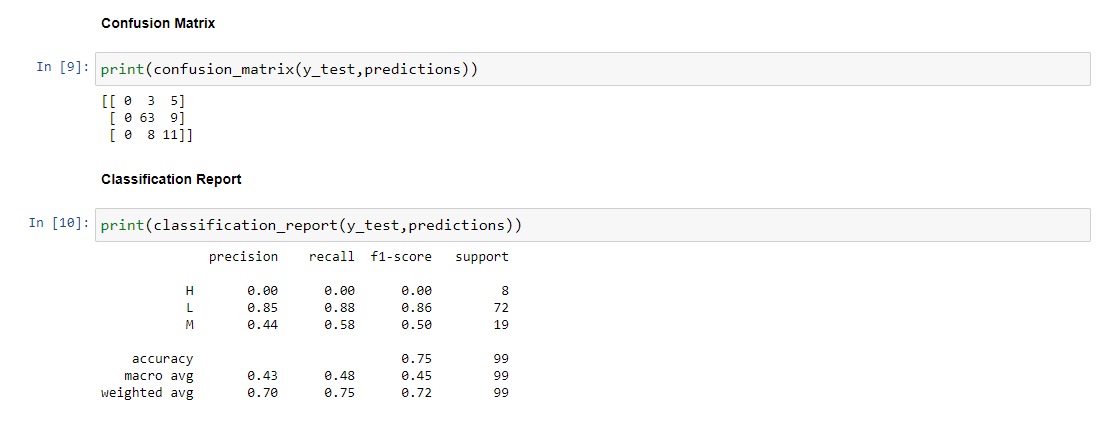 Confusion Matrix
In [9]: print(confusion_matrix(y_test,predictions))
[[ 0  3  5]
 [ 0 63  9]
 [ 0  8 11]]
Classification Report
In [10]: print(classification_report(y_test,predictions))
              precision    recall  f1-score   support
           H       0.00      0.00      0.00         8
           L       0.85      0.88      0.86        72
           M       0.44      0.58      0.50        19
    accuracy                           0.75        99
   macro avg       0.43      0.48      0.45        99
weighted avg       0.70      0.75      0.72        99